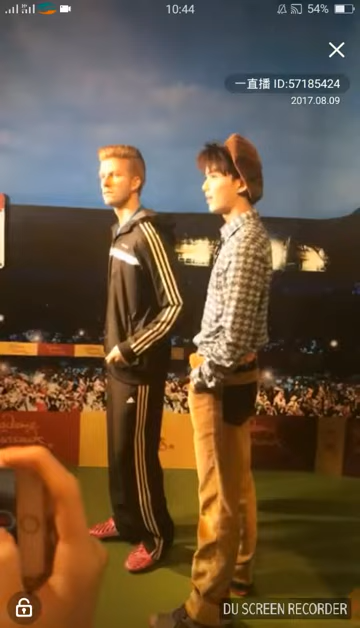 10:44
54%
一直播 ID:57185424
2017.08.09
DU SCREEN RECORDER